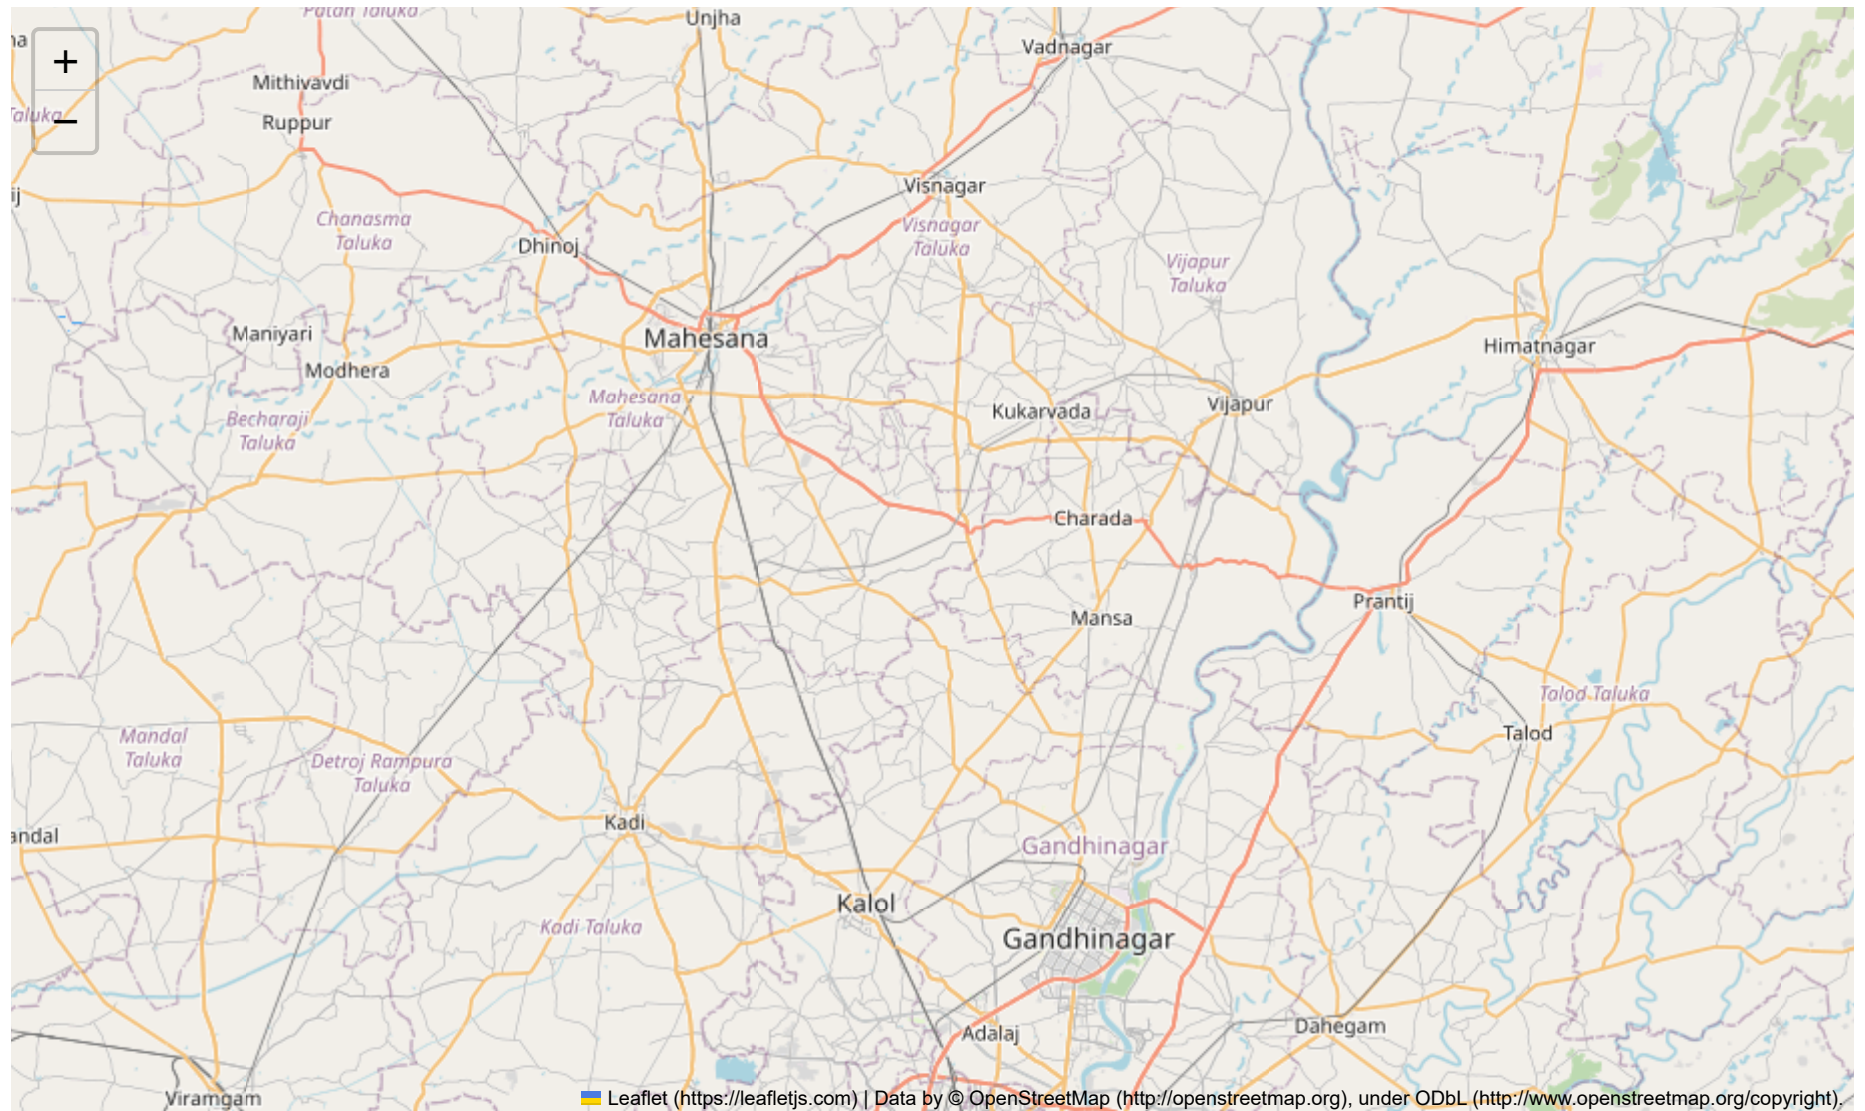 Patan Taluka
Unjha
Vadnagar
+
Mithivavdi
Taluka
−
Ruppur
Visnagar
Chanasma
Taluka
Visnagar
Taluka
Dhinoj
Vijapur
Taluka
Maniyari
Mahesana
Himatnagar
Modhera
Mahesana
Taluka
Kukarvada
Vijapur
Becharaji
Taluka
Charada
Prantij
Mansa
Talod Taluka
Mandal
Taluka
Talod
Detroj Rampura
Taluka
Kadi
andal
Gandhinagar
Kalol
Kadi Taluka
Gandhinagar
Adalaj
Dahegam
Viramgam
Leaflet (https://leafletjs.com) | Data by © OpenStreetMap (http://openstreetmap.org), under ODbL (http://www.openstreetmap.org/copyright).